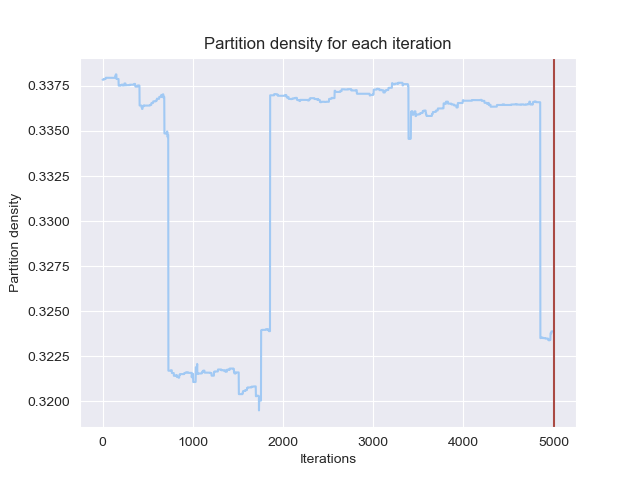 Partition density for each iteration
Partition density
0.3375
0.3350
0.3325
0.3300
0.3275
0.3250
0.3225
0.3200
0 1000 2000 3000 4000 5000
Iterations